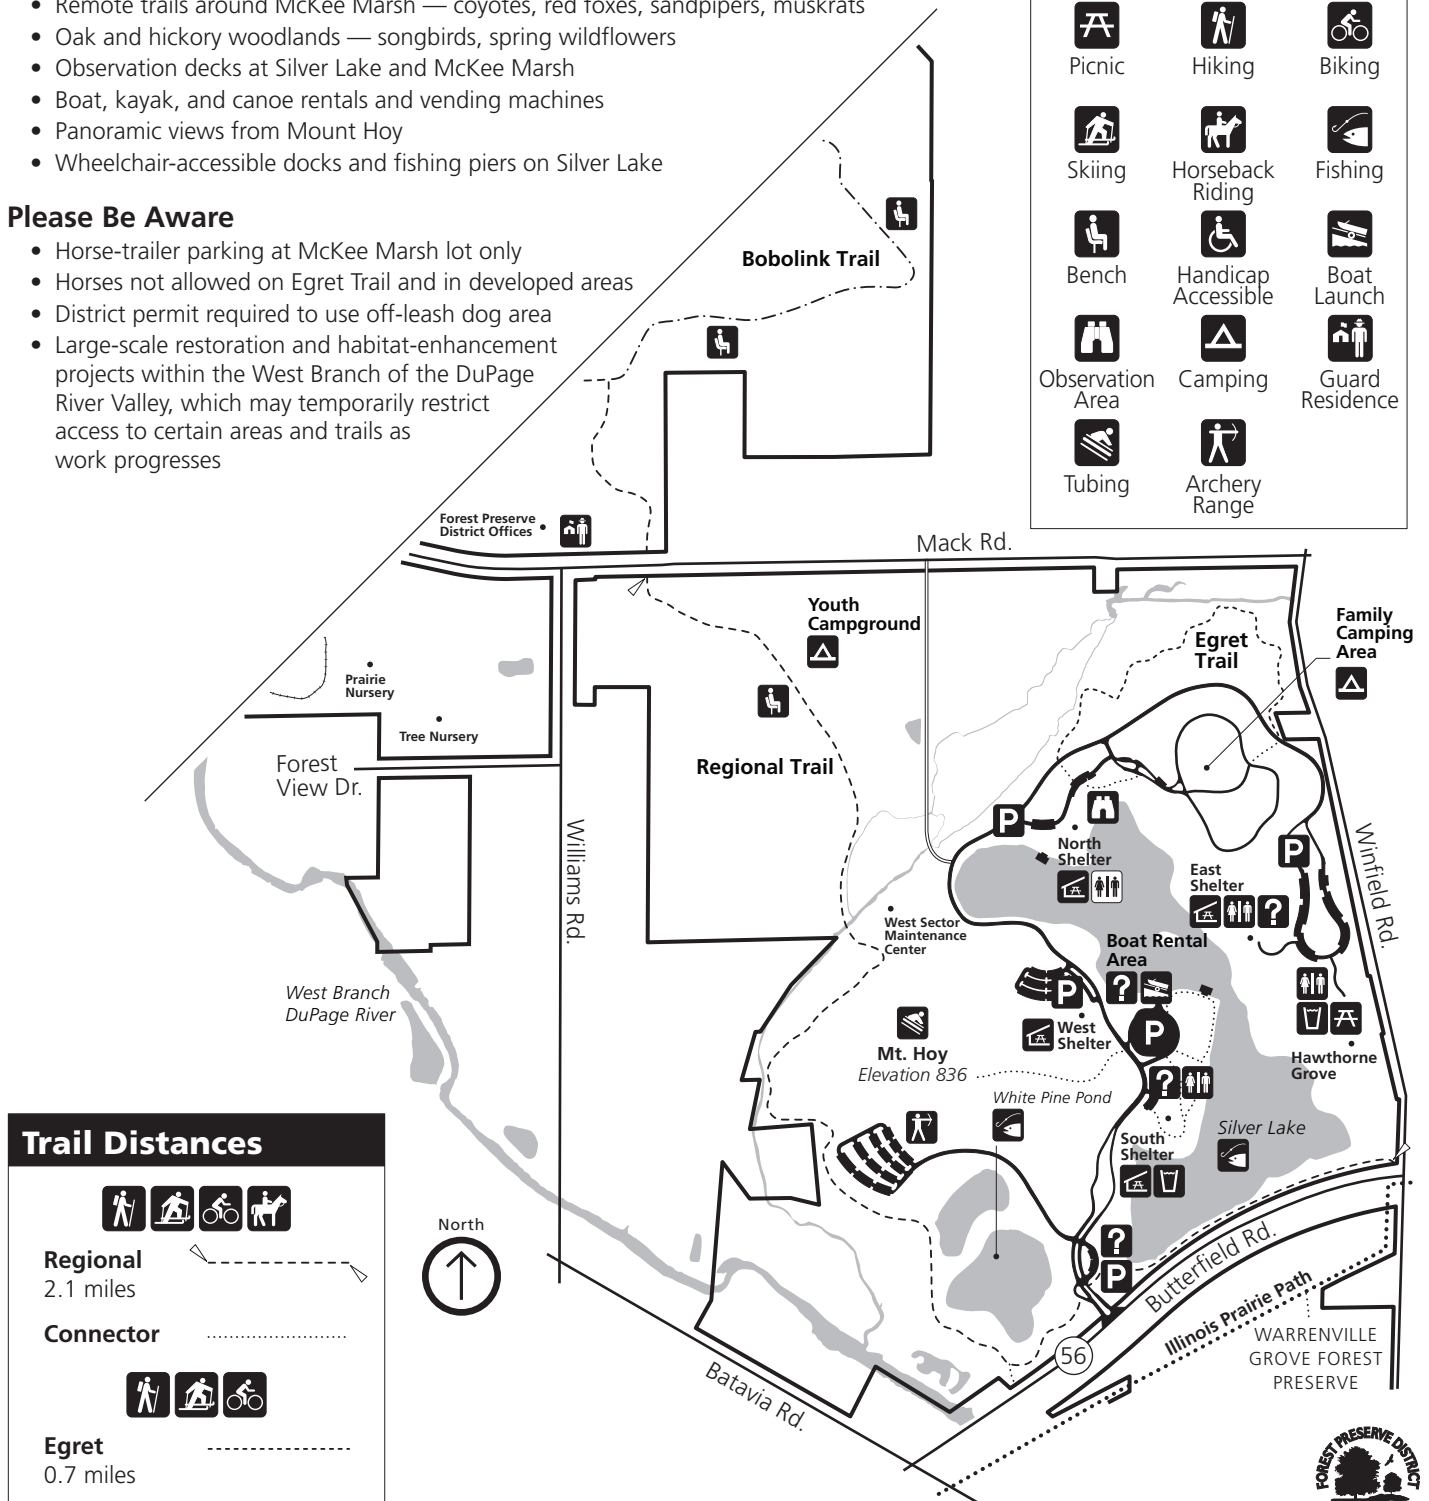 • Remote trails around McKee Marsh — coyotes, red foxes, sandpipers, muskrats
• Oak and hickory woodlands — songbirds, spring wildflowers
• Observation decks at Silver Lake and McKee Marsh
• Boat, kayak, and canoe rentals and vending machines
• Panoramic views from Mount Hoy
• Wheelchair-accessible docks and fishing piers on Silver Lake
Please Be Aware
• Horse-trailer parking at McKee Marsh lot only
• Horses not allowed on Egret Trail and in developed areas
• District permit required to use off-leash dog area
• Large-scale restoration and habitat-enhancement
projects within the West Branch of the DuPage
River Valley, which may temporarily restrict
access to certain areas and trails as
work progresses
Picnic
Hiking
Biking
Skiing
Horseback
Riding
Fishing
Bench
Handicap
Accessible
Boat
Launch
Observation
Area
Camping
Guard
Residence
Tubing
Archery
Range
Bobolink Trail
Forest Preserve
District Offices
Mack Rd.
Youth
Campground
Egret
Trail
Family
Camping
Area
Prairie
Nursery
Tree Nursery
Forest
View Dr.
Regional Trail
Williams Rd.
Winfield Rd.
P
North
Shelter
P
East
Shelter
?
West Sector
Maintenance
Center
Boat Rental
Area
?
P
West
Shelter
P
West Branch
DuPage River
Mt. Hoy
Elevation 836
Hawthorne
Grove
?
White Pine Pond
Silver Lake
South
Shelter
?
P
Butterfield Rd.
Illinois Prairie Path
56
WARRENVILLE
GROVE FOREST
PRESERVE
Batavia Rd.
Trail Distances
Regional
2.1 miles
Connector
Egret
0.7 miles
North
FOREST PRESERVE DISTRICT